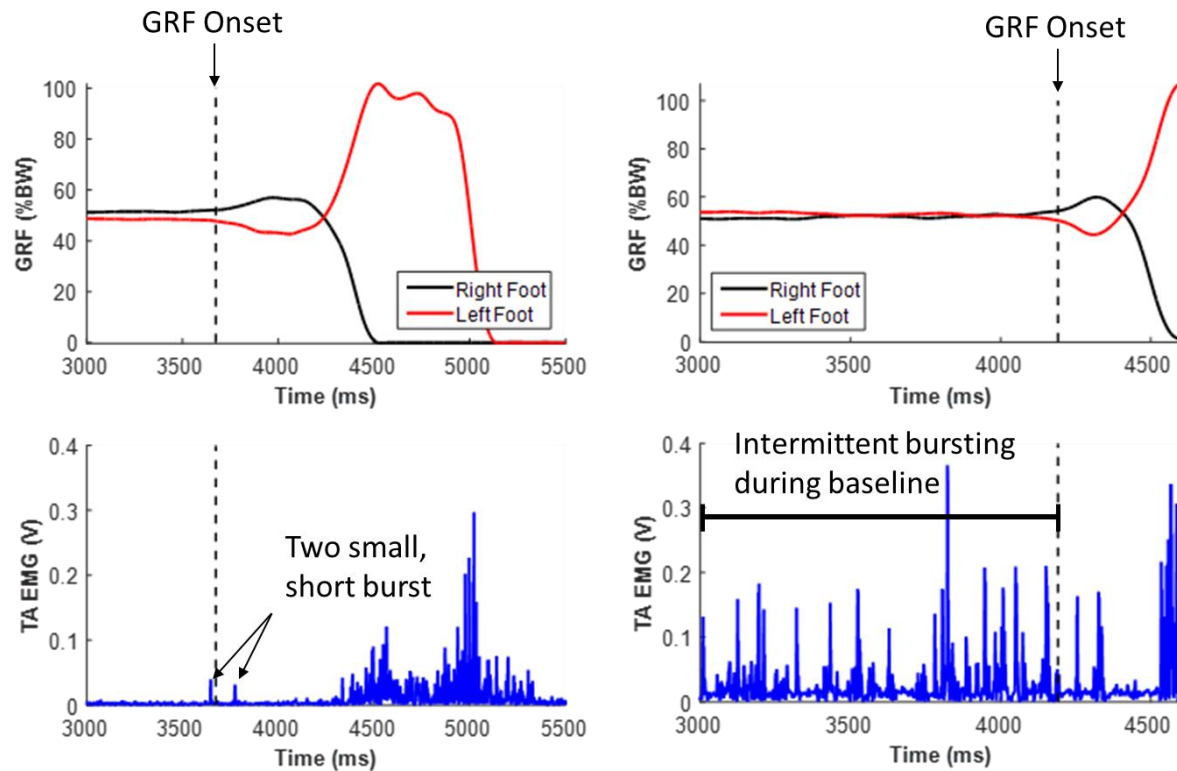 GRF Onset
GRF Onset
100
80
60
40
20
0
GRF (%BW)
Right Foot
Left Foot
3000 3500 4000 4500 5000 5500
Time (ms)
100
80
60
40
20
0
GRF (%BW)
Right Foot
Left Foot
3000 3500 4000 4500
Time (ms)
0.4
0.3
0.2
0.1
0
TA EMG (V)
Two small,
short burst
3000 3500 4000 4500 5000 5500
Time (ms)
0.4
0.3
0.2
0.1
0
TA EMG (V)
Intermittent bursting
during baseline
3000 3500 4000 4500
Time (ms)